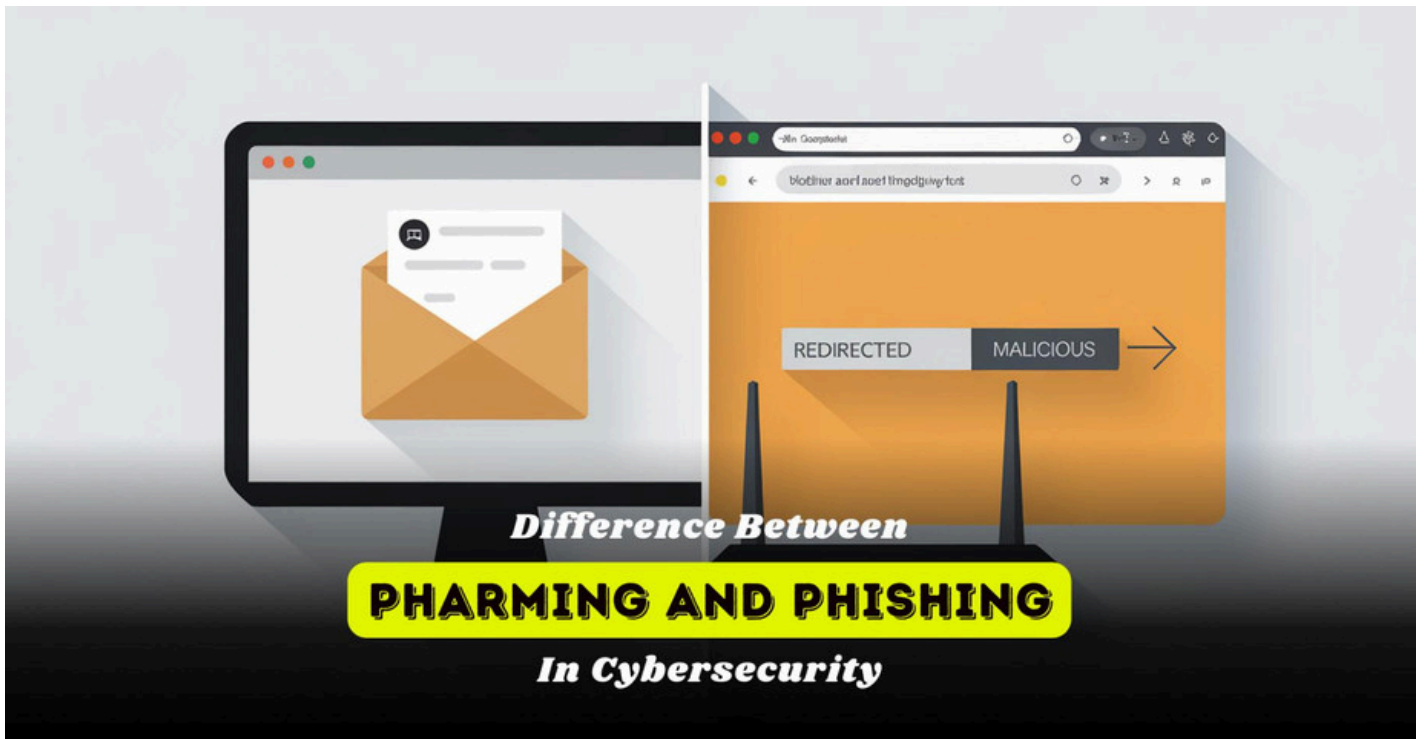 REDIRECTED MALICIOUS
Difference Between
PHARMING AND PHISHING
In Cybersecurity